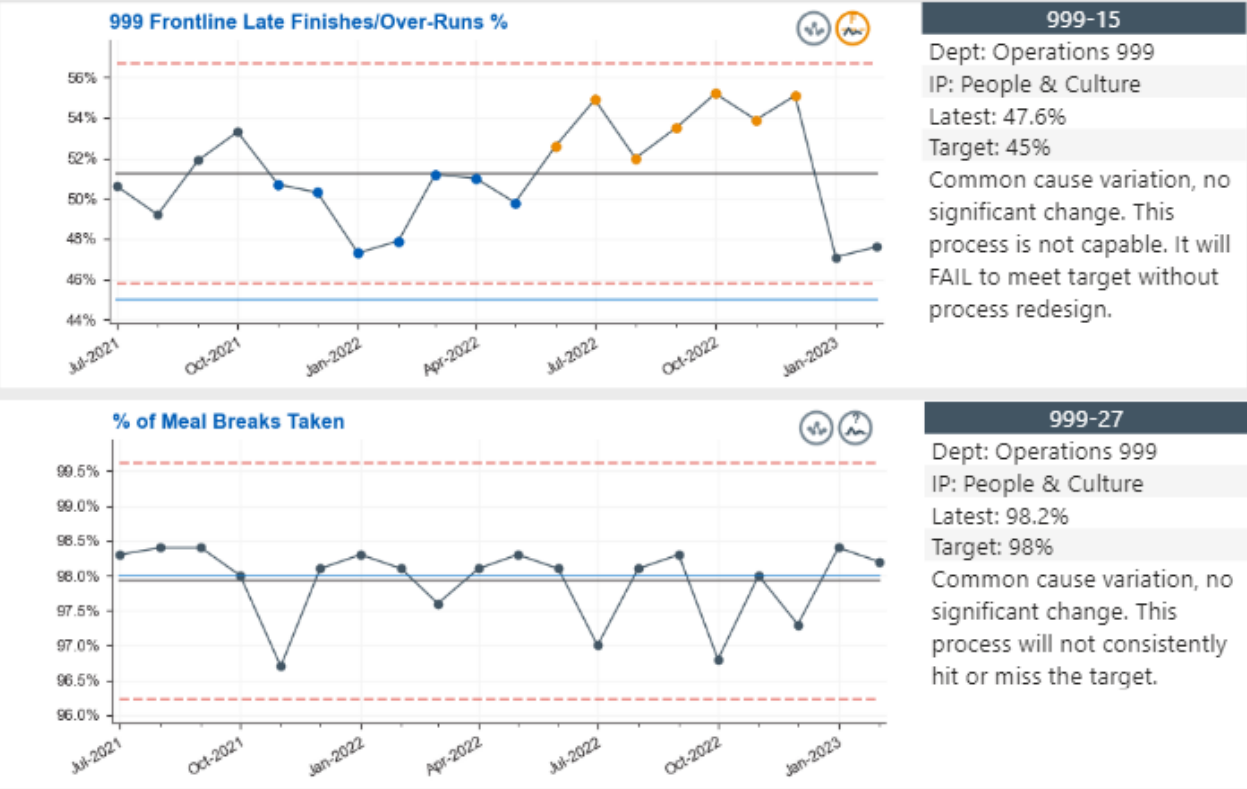 999 Frontline Late Finishes/Over-Runs %
56%
54%
52%
50%
48%
46%
44%
Jul-2021
Oct-2021
Jan-2022
Apr-2022
Jul-2022
Oct-2022
Jan-2023
999-15
Dept: Operations 999
IP: People & Culture
Latest: 47.6%
Target: 45%
Common cause variation, no
significant change. This
process is not capable. It will
FAIL to meet target without
process redesign.
% of Meal Breaks Taken
?
99.5%
99.0%
98.5%
98.0%
97.5%
97.0%
96.5%
96.0%
Jul-2021
Oct-2021
Jan-2022
Apr-2022
Jul-2022
Oct-2022
Jan-2023
999-27
Dept: Operations 999
IP: People & Culture
Latest: 98.2%
Target: 98%
Common cause variation, no
significant change. This
process will not consistently
hit or miss the target.